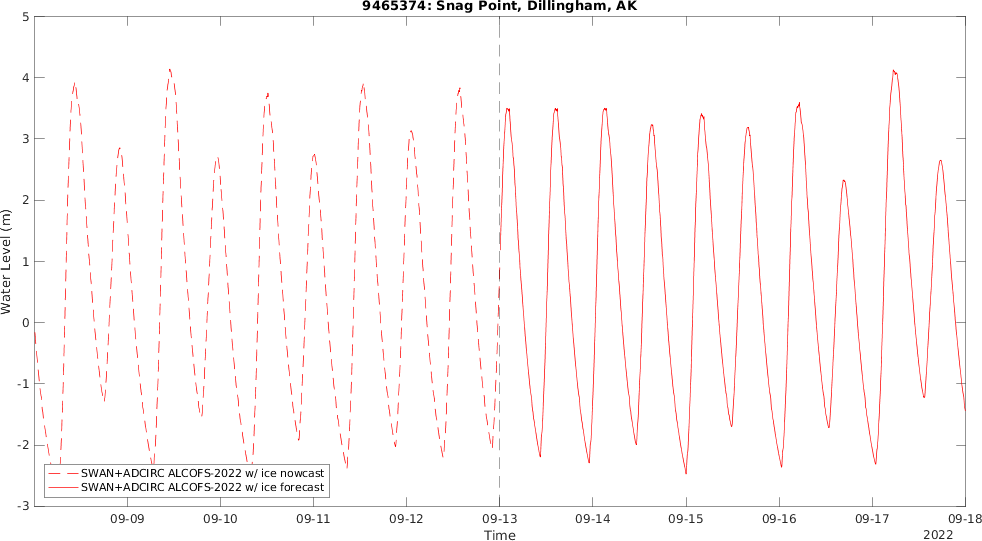 9465374: Snag Point, Dillingham, AK
Water Level (m)
5
4
3
2
1
0
-1
-2
-3
SWAN+ADCIRC ALCOFS-2022 w/ ice nowcast
SWAN+ADCIRC ALCOFS-2022 w/ ice forecast
09-09 09-10 09-11 09-12 09-13 09-14 09-15 09-16 09-17 09-18
Time
2022